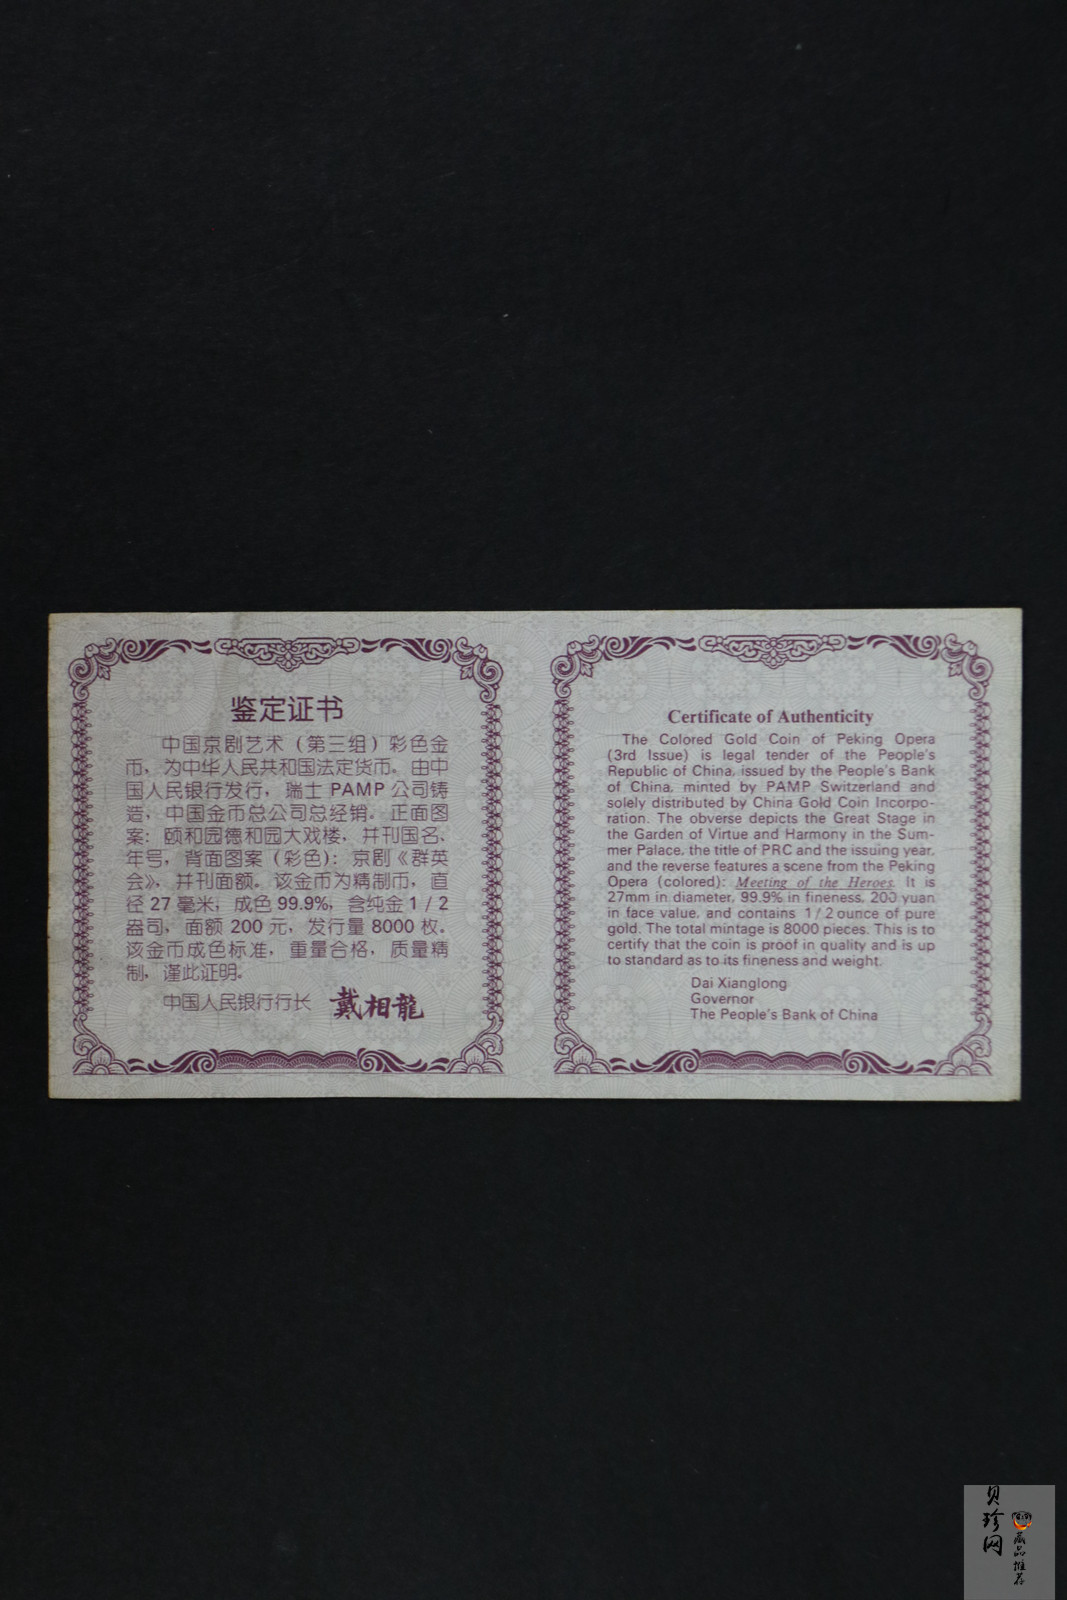 鉴定证书
中国京剧艺术（第三组）彩色金
币，为中华人民共和国法定货币。由中
国人民银行发行，瑞士 PAMP 公司铸
造，中国金币总公司总经销。正面图
案：颐和园德和园大戏楼，并刊国名、
年号，背面图案（彩色）：京剧《群英
会》，并刊面额。该金币为精制币，直
径 27 毫米，成色 99.9%，含纯金 1 / 2
盎司，面额 200 元，发行量 8000 枚。
该金币成色标准，重量合格，质量精
制，谨此证明。
中国人民银行行长 戴相龍
Certificate of Authenticity
The Colored Gold Coin of Peking Opera
(3rd Issue) is legal tender of the People's
Republic of China, issued by the People's Bank
of China, minted by PAMP Switzerland and
solely distributed by China Gold Coin Incorpo-
ration. The obverse depicts the Great Stage in
the Garden of Virtue and Harmony in the Sum-
mer Palace, the title of PRC and the issuing year,
and the reverse features a scene from the Peking
Opera (colored): Meeting of the Heroes. It is
27mm in diameter, 99.9% in fineness, 200 yuan
in face value, and contains 1 / 2 ounce of pure
gold. The total mintage is 8000 pieces. This is to
certify that the coin is proof in quality and is up
to standard as to its fineness and weight.
Dai Xianglong
Governor
The People's Bank of China
贝珍网
藏品推荐